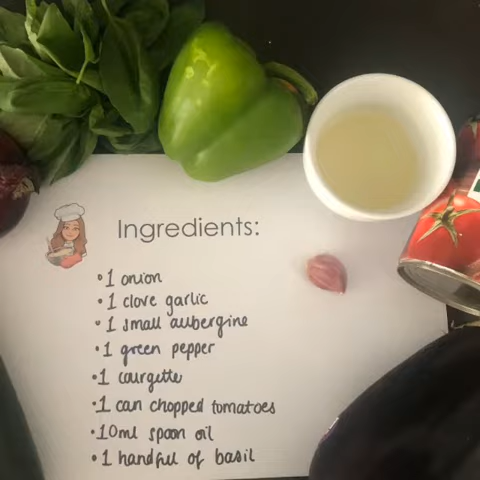 Ingredients:
•1 onion
•1 clove garlic
•1 small aubergine
•1 green pepper
•1 courgette
•1 can chopped tomatoes
•10ml spoon oil
•1 handful of basil